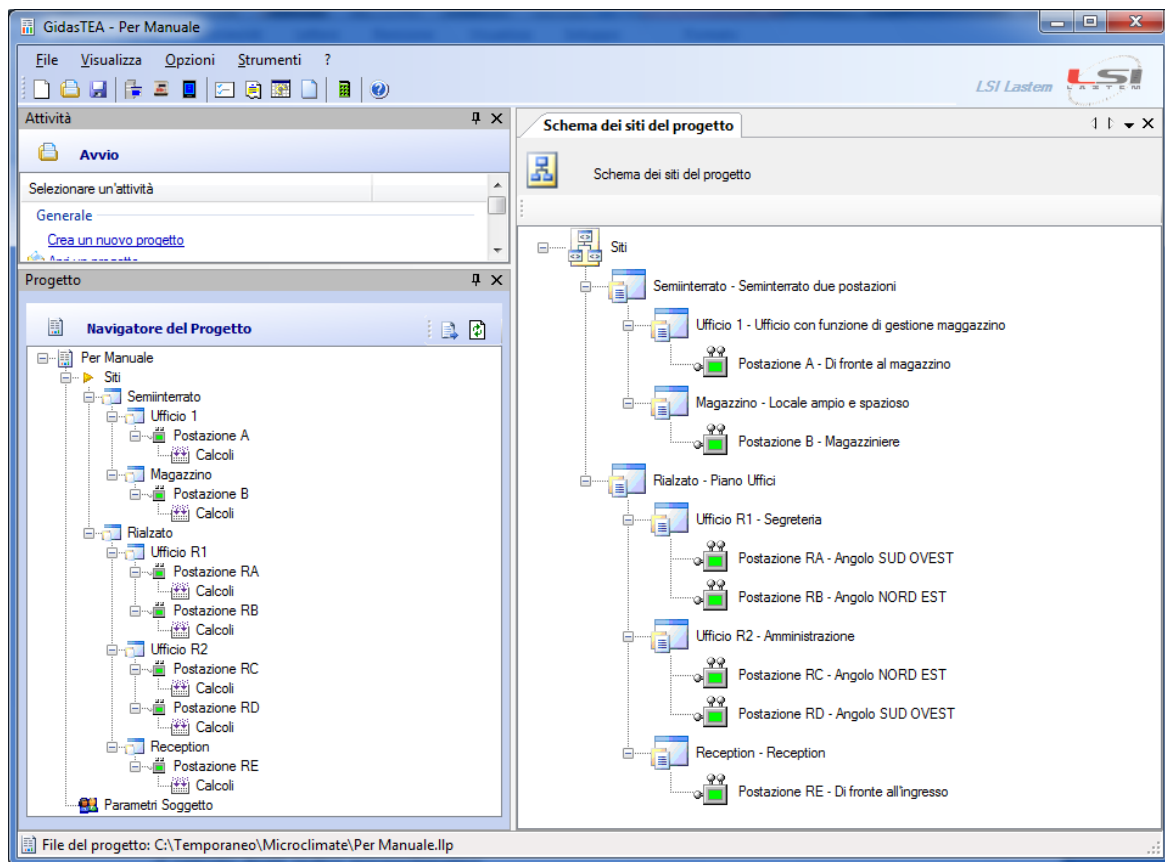 GidasTEA - Per Manuale
File Visualizza Opzioni Strumenti ?
LSI Lastem
LSI
LASTEM
Attività
Avvio
Selezionare un'attività
Generale
Crea un nuovo progetto
Progetto
Navigatore del Progetto
Per Manuale
Siti
Semiinterrato
Ufficio 1
Postazione A
Calcoli
Magazzino
Postazione B
Calcoli
Rialzato
Ufficio R1
Postazione RA
Calcoli
Postazione RB
Calcoli
Ufficio R2
Postazione RC
Calcoli
Postazione RD
Calcoli
Reception
Postazione RE
Calcoli
Parametri Soggetto
Schema dei siti del progetto
Schema dei siti del progetto
Siti
Semiinterrato - Seminterrato due postazioni
Ufficio 1 - Ufficio con funzione di gestione maggazzino
Postazione A - Di fronte al magazzino
Magazzino - Locale ampio e spazioso
Postazione B - Magazziniere
Rialzato - Piano Uffici
Ufficio R1 - Segreteria
Postazione RA - Angolo SUD OVEST
Postazione RB - Angolo NORD EST
Ufficio R2 - Amministrazione
Postazione RC - Angolo NORD EST
Postazione RD - Angolo SUD OVEST
Reception - Reception
Postazione RE - Di fronte all'ingresso
File del progetto: C:\Temporaneo\Microclimate\Per Manuale.llp